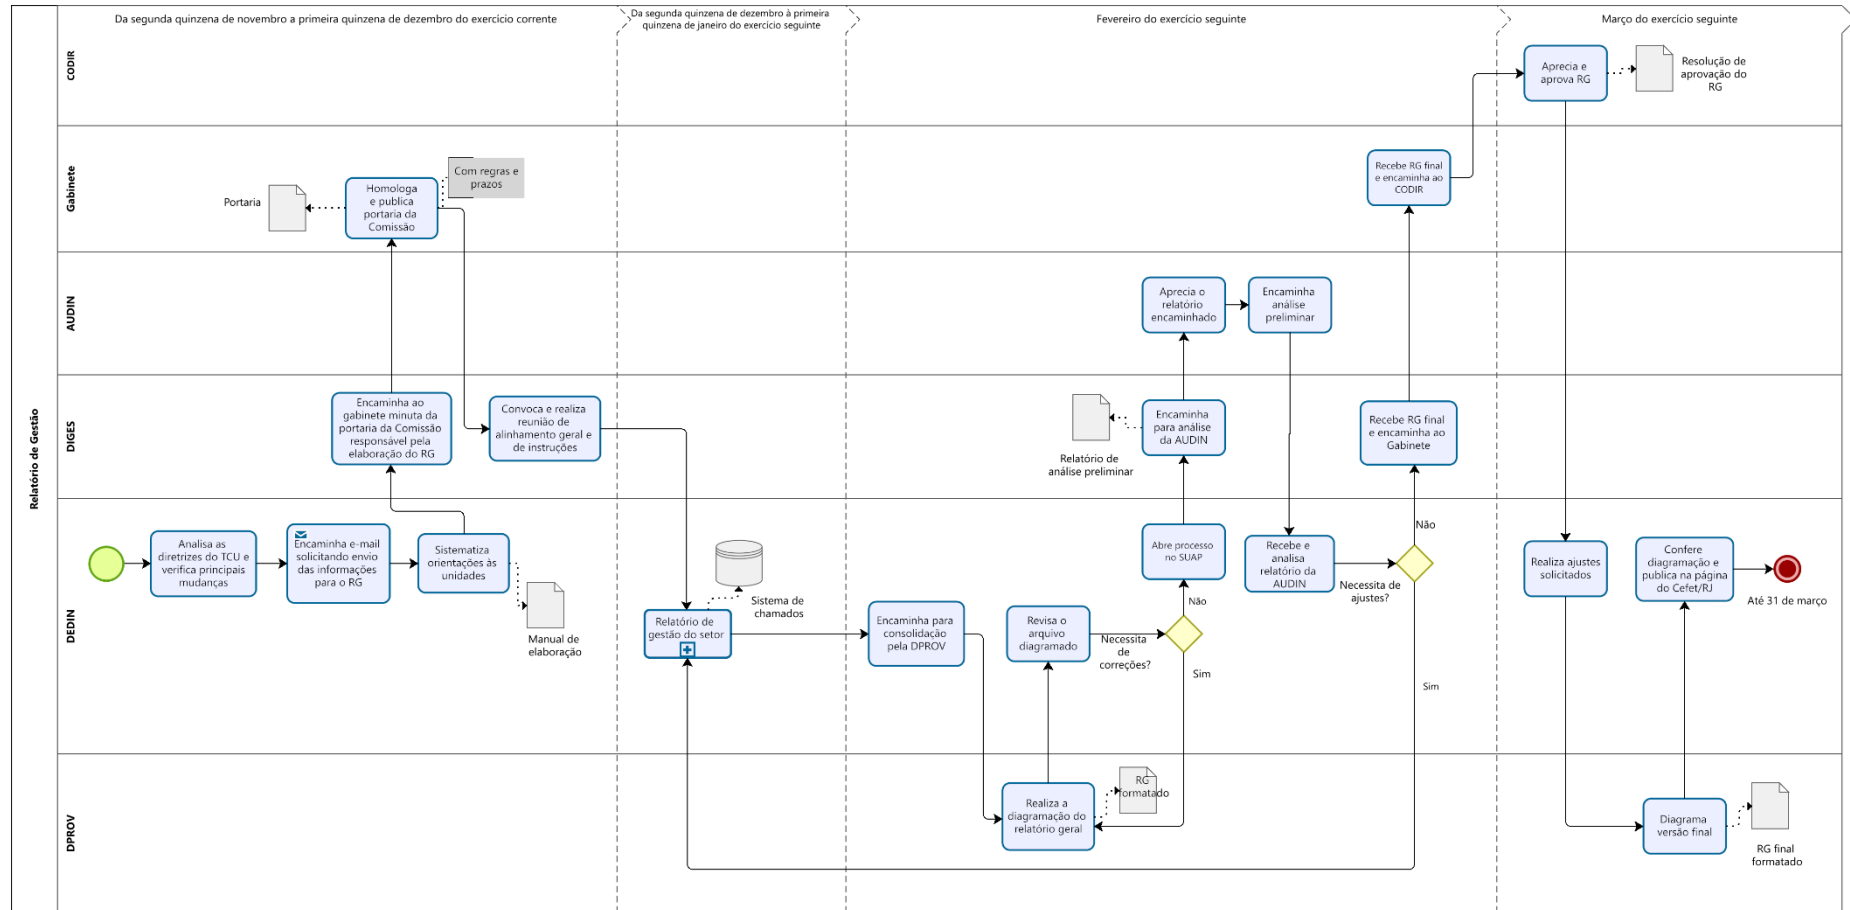 Da segunda quinzena de novembro a primeira quinzena de dezembro do exercício corrente
Da segunda quinzena de dezembro à primeira
quinzena de janeiro do exercício seguinte
Fevereiro do exercício seguinte
Março do exercício seguinte
Relatório de Gestão
CODIR
Aprecia e
aprova RG
Resolução de
aprovação do
RG
Gabinete
Portaria
Homologa
e publica
portaria da
Comissão
Com regras e
prazos
Recebe RG final
e encaminha ao
CODIR
AUDIN
Aprecia o
relatório
encaminhado
Encaminha
análise
preliminar
DIGES
Encaminha ao
gabinete minuta da
portaria da Comissão
responsável pela
elaboração do RG
Convoca e realiza
reunião de
alinhamento geral e
de instruções
Relatório de
análise preliminar
Encaminha
para análise
da AUDIN
Recebe RG final
e encaminha ao
Gabinete
DEDIN
Analisa as
diretrizes do TCU e
verifica principais
mudanças
Encaminha e-mail
solicitando envio
das informações
para o RG
Sistematiza
orientações às
unidades
Manual de
elaboração
Relatório de
gestão do setor
Sistema de
chamados
Encaminha para
consolidação
pela DPROV
Revisa o
arquivo
diagramado
Necessita
de
correções?
Não
Sim
Abre processo
no SUAP
Recebe e
analisa
relatório da
AUDIN
Necessita de
ajustes?
Não
Sim
Realiza ajustes
solicitados
Confere
diagramação e
publica na página
do Cefet/RJ
Até 31 de março
DPROV
Realiza a
diagramação do
relatório geral
RG
formatado
Diagrama
versão final
RG final
formatado